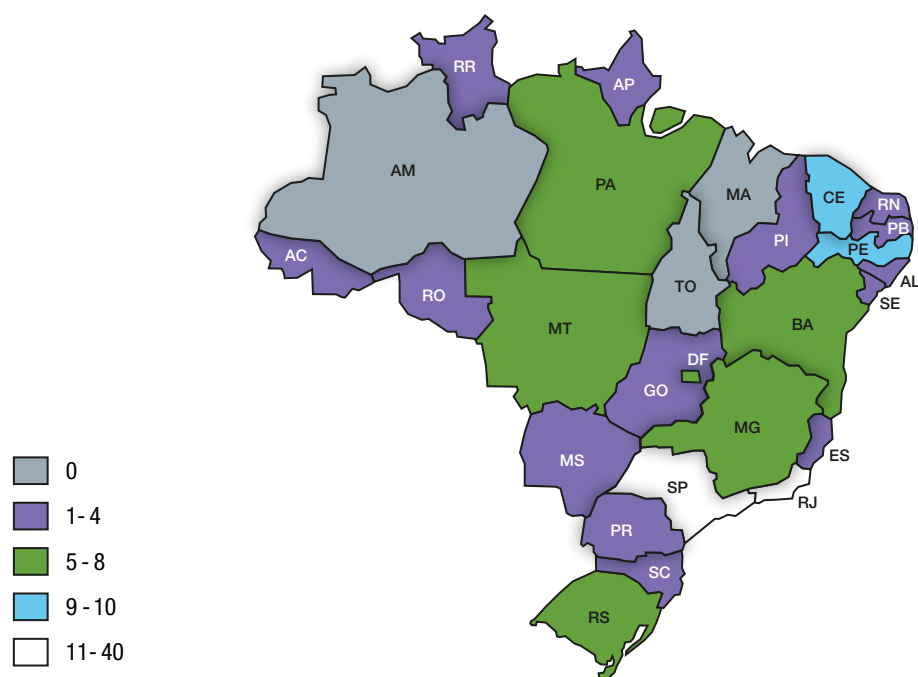 RR
AP
AM
PA
MA
CE
RN
PB
PI
PE
AC
AL
RO
TO
SE
MT
BA
DF
GO
MG
MS
ES
SP
RJ
PR
SC
RS
0
1-4
5-8
9-10
11-40